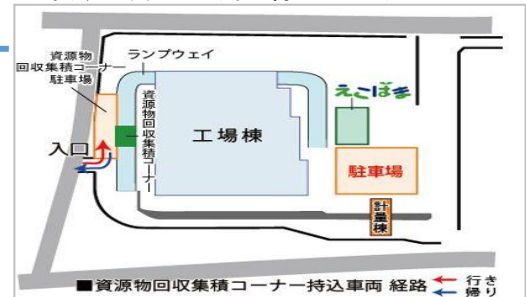 資源物
回収集積コーナー
駐車場
ランプウェイ
資源物回収集積コーナー
工場棟
えこはま
駐車場
入口
計量棟
■資源物回収集積コーナー持込車両 経路
行き
帰り